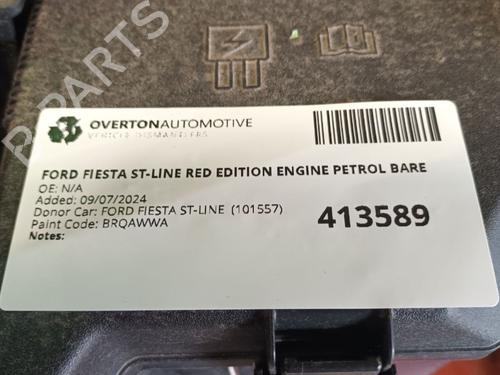 B-PARTS
OVERTONAUTOMOTIVE
VEHICLE DISMANTLERS
FORD FIESTA ST-LINE RED EDITION ENGINE PETROL BARE
OE: N/A
Added: 09/07/2024
Donor Car: FORD FIESTA ST-LINE (101557)
413589
Paint Code: BRQAWWA
Notes: